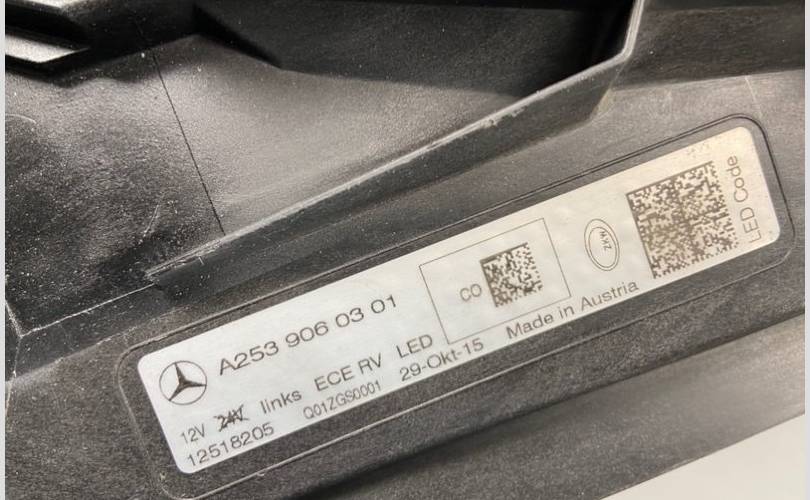 A253 906 03 01
12V 24V links ECE RV LED
12518205 Q01ZGS0001 29-Okt-15 Made in Austria
CO
ZKW
LED Code